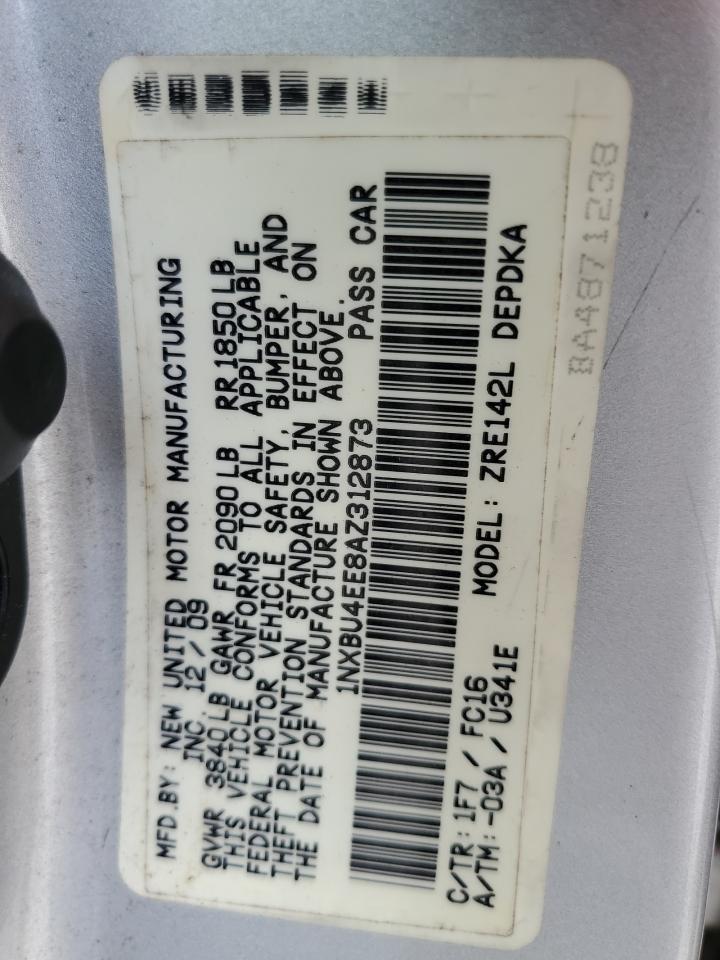 MFD.BY: NEW UNITED MOTOR MANUFACTURING
INC. 12/09
GVWR 3840LB GAWR FR 2090LB RR 1850LB
THIS VEHICLE CONFORMS TO ALL APPLICABLE
FEDERAL MOTOR VEHICLE SAFETY, BUMPER, AND
THEFT PREVENTION STANDARDS IN EFFECT ON
THE DATE OF MANUFACTURE SHOWN ABOVE.
1NXBU4EE8AZ312873 PASS CAR
C/TR: 1F7 / FC16 MODEL: ZRE142L DEPDKA
A/TM: -03A / U341E
BA4871238